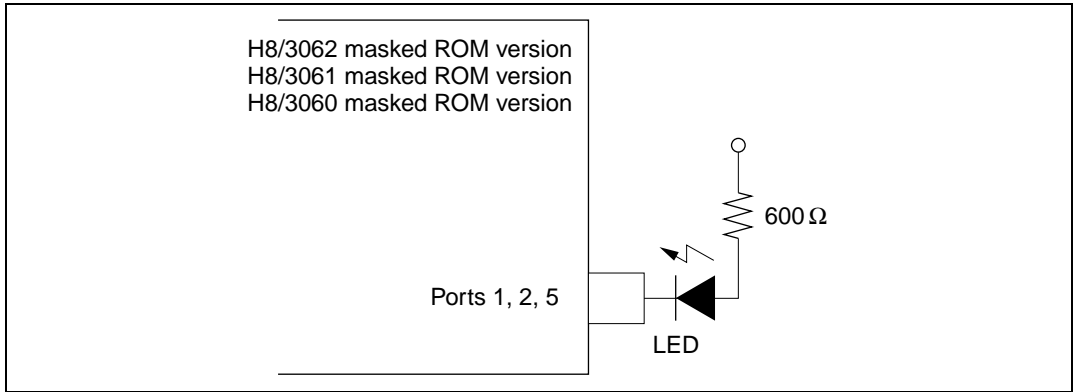 H8/3062 masked ROM version
H8/3061 masked ROM version
H8/3060 masked ROM version
600 Ω
Ports 1, 2, 5
LED